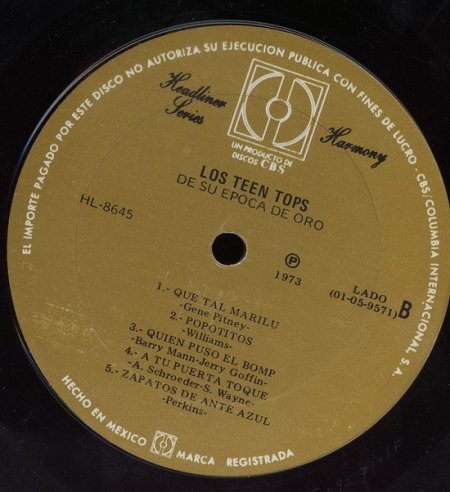 EL IMPORTE PAGADO POR ESTE DISCO NO AUTORIZA SU EJECUCION PUBLICA CON FINES DE LUCRO - CBS/COLUMBIA INTERNACIONAL, S.A.
Headliner
Series
Harmony
UN PRODUCTO DE
DISCOS CBS
LOS TEEN TOPS
DE SU EPOCA DE ORO
HL-8645
P
1973
LADO
(01-05-9571) B
1.- QUE TAL MARILU
-Gene Pitney-
2.- POPOTITOS
-Williams-
3.- QUIEN PUSO EL BOMP
-Barry Mann-Jerry Goffin-
4.- A TU PUERTA TOQUE
-A. Schroeder-S. Wayne-
5.- ZAPATOS DE ANTE AZUL
-Perkins-
HECHO EN MEXICO MARCA REGISTRADA